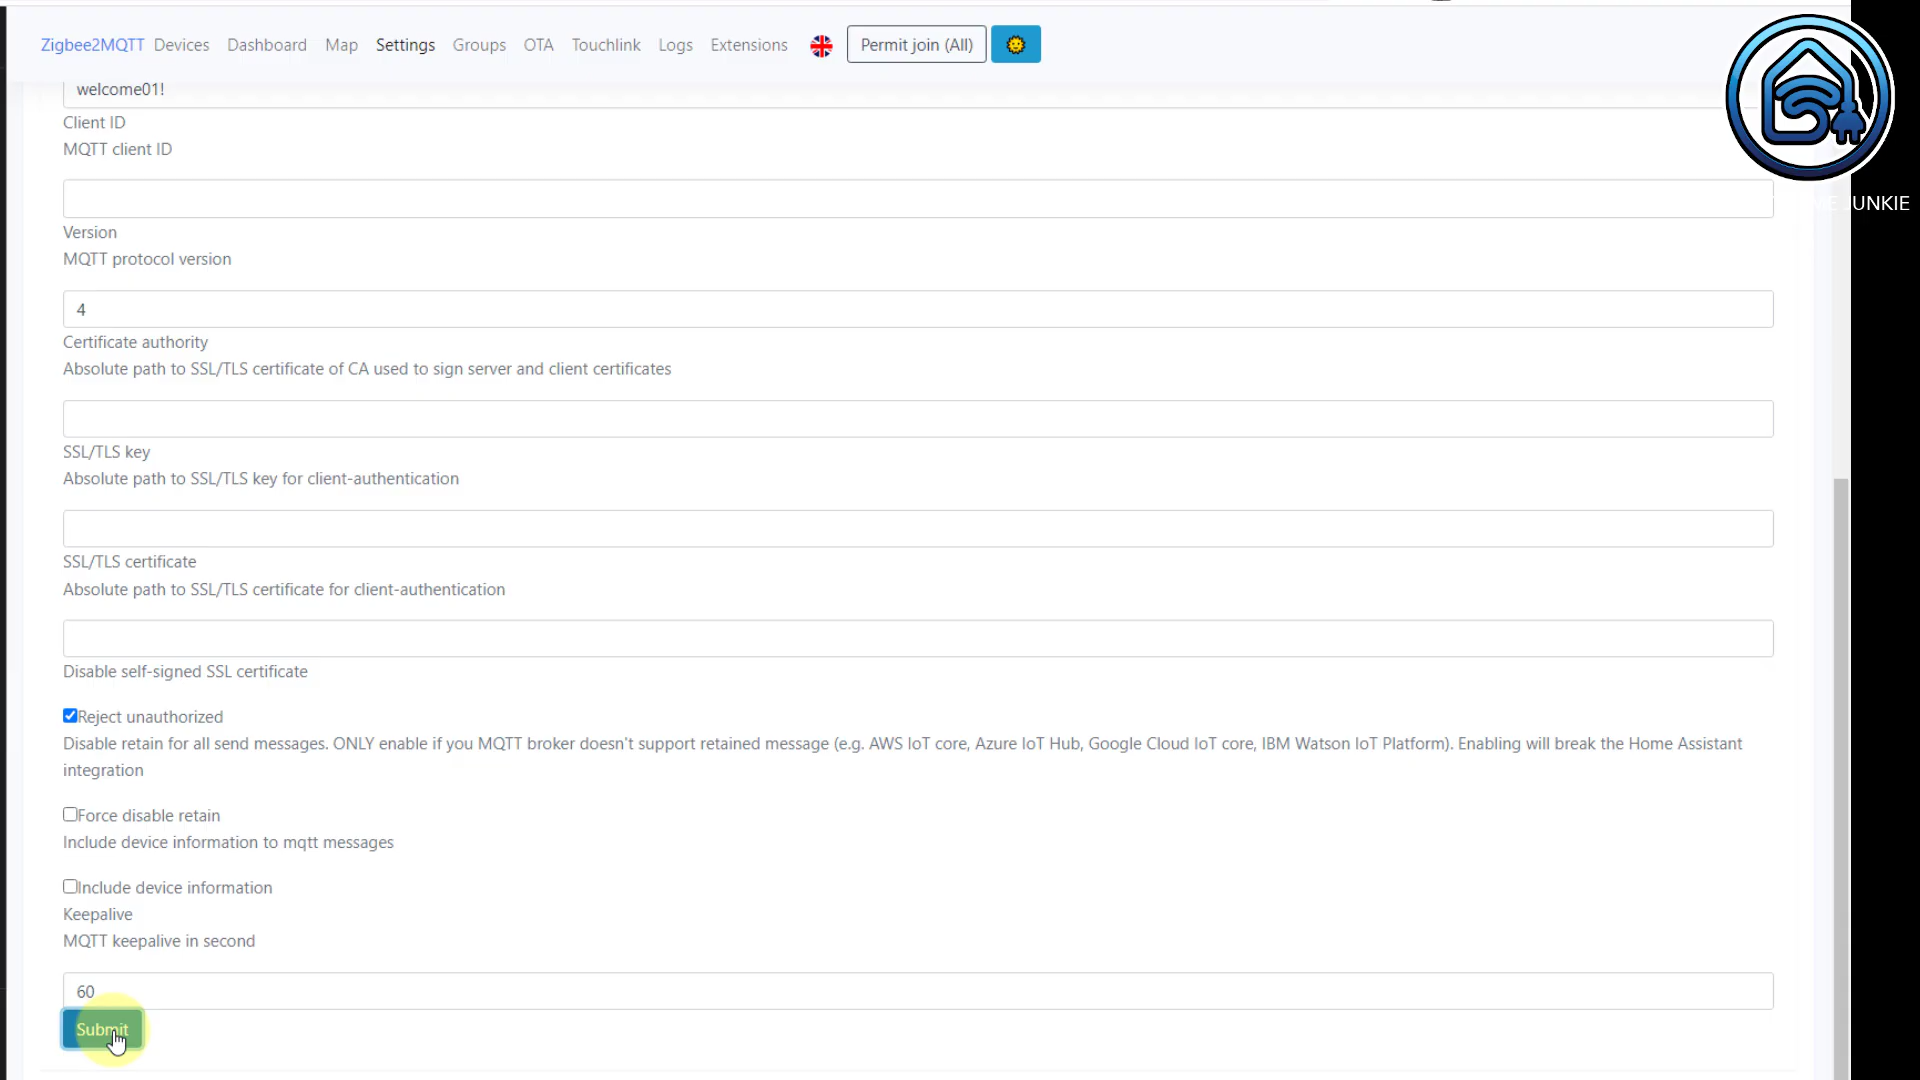 Zigbee2MQTT Devices Dashboard Map Settings Groups OTA Touchlink Logs Extensions Permit join (All)
welcome01!
Client ID
MQTT client ID
Version
MQTT protocol version
4
Certificate authority
Absolute path to SSL/TLS certificate of CA used to sign server and client certificates
SSL/TLS key
Absolute path to SSL/TLS key for client-authentication
SSL/TLS certificate
Absolute path to SSL/TLS certificate for client-authentication
Disable self-signed SSL certificate
Reject unauthorized
Disable retain for all send messages. ONLY enable if you MQTT broker doesn't support retained message (e.g. AWS IoT core, Azure IoT Hub, Google Cloud IoT core, IBM Watson IoT Platform). Enabling will break the Home Assistant
integration
Force disable retain
Include device information to mqtt messages
Include device information
Keepalive
MQTT keepalive in second
60
Submit